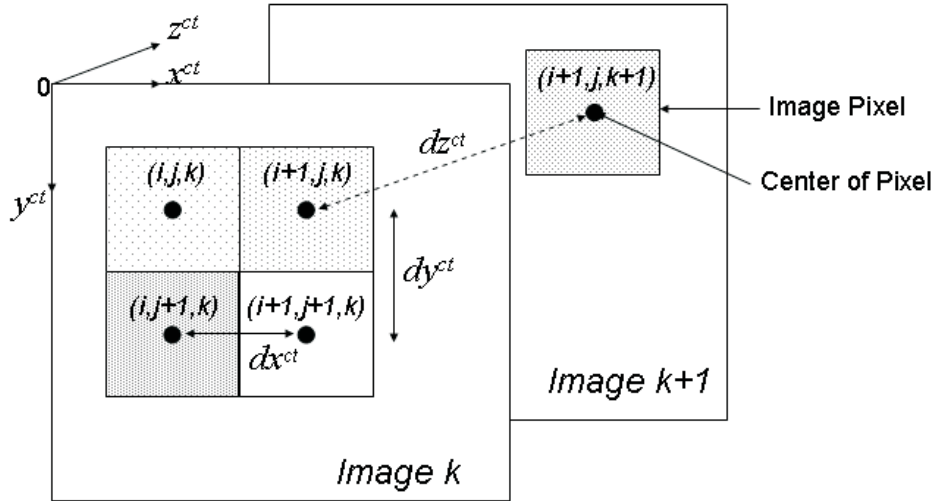 z^ct
0
x^ct
y^ct
(i,j,k)
(i+1,j,k)
(i,j+1,k)
(i+1,j+1,k)
dx^ct
dy^ct
dz^ct
Image k
(i+1,j,k+1)
Image Pixel
Center of Pixel
Image k+1